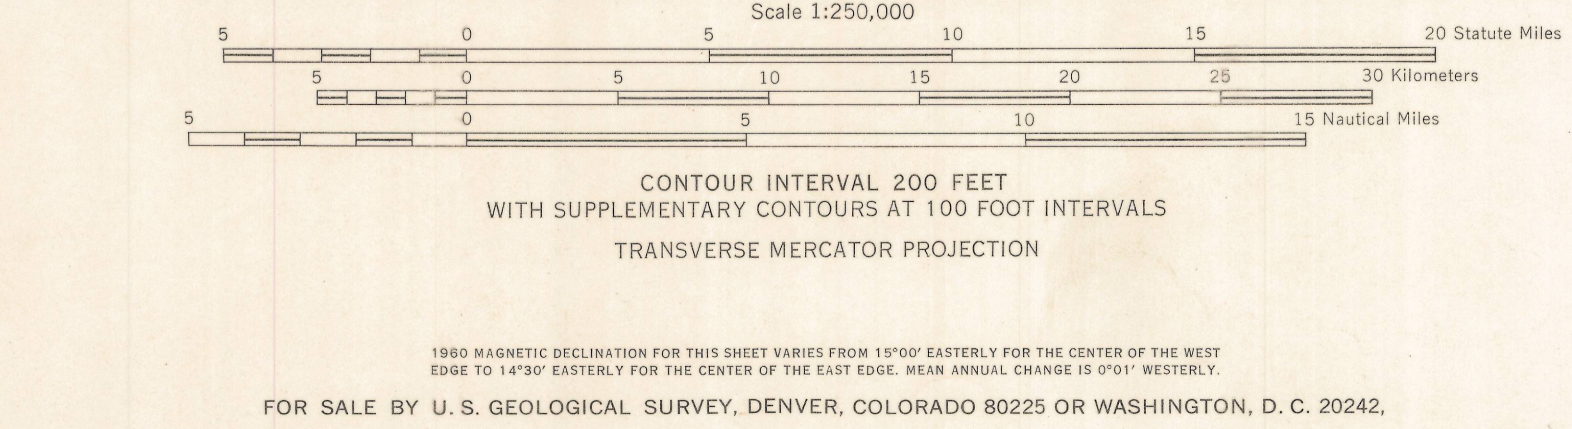 Scale 1:250,000
5 0 5 10 15 20 Statute Miles
5 0 5 10 15 20 25 30 Kilometers
5 0 5 10 15 Nautical Miles
CONTOUR INTERVAL 200 FEET
WITH SUPPLEMENTARY CONTOURS AT 100 FOOT INTERVALS
TRANSVERSE MERCATOR PROJECTION
1960 MAGNETIC DECLINATION FOR THIS SHEET VARIES FROM 15°00′ EASTERLY FOR THE CENTER OF THE WEST
EDGE TO 14°30′ EASTERLY FOR THE CENTER OF THE EAST EDGE. MEAN ANNUAL CHANGE IS 0°01′ WESTERLY.
FOR SALE BY U. S. GEOLOGICAL SURVEY, DENVER, COLORADO 80225 OR WASHINGTON, D. C. 20242,